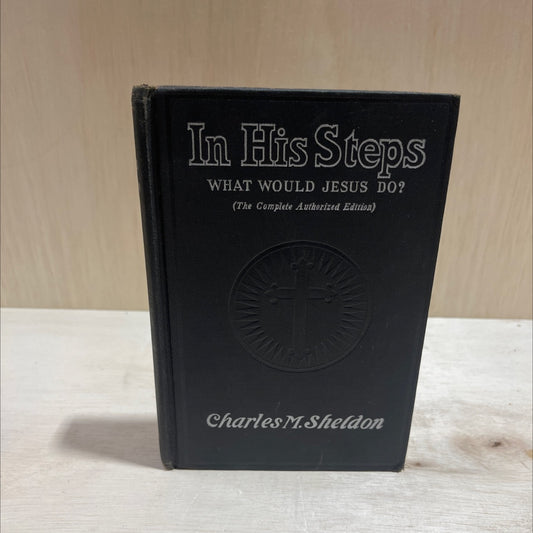 In His Steps
WHAT WOULD JESUS DO?
(The Complete Authorized Edition)
Charles M. Sheldon